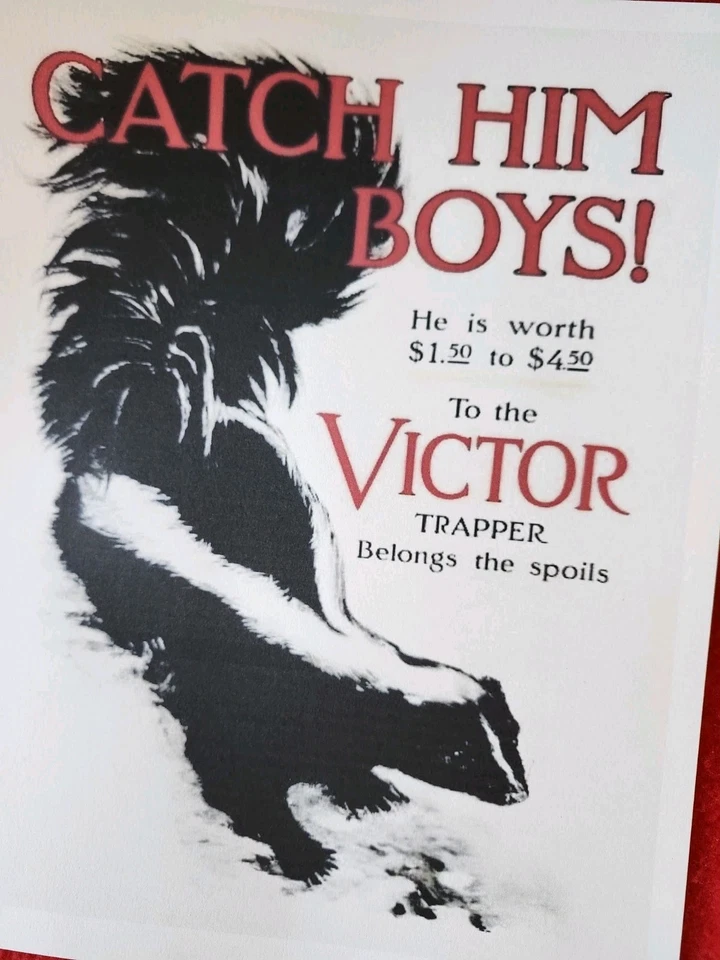 CATCH HIM
BOYS!
He is worth
$1.50 to $4.50
To the
VICTOR
TRAPPER
Belongs the spoils